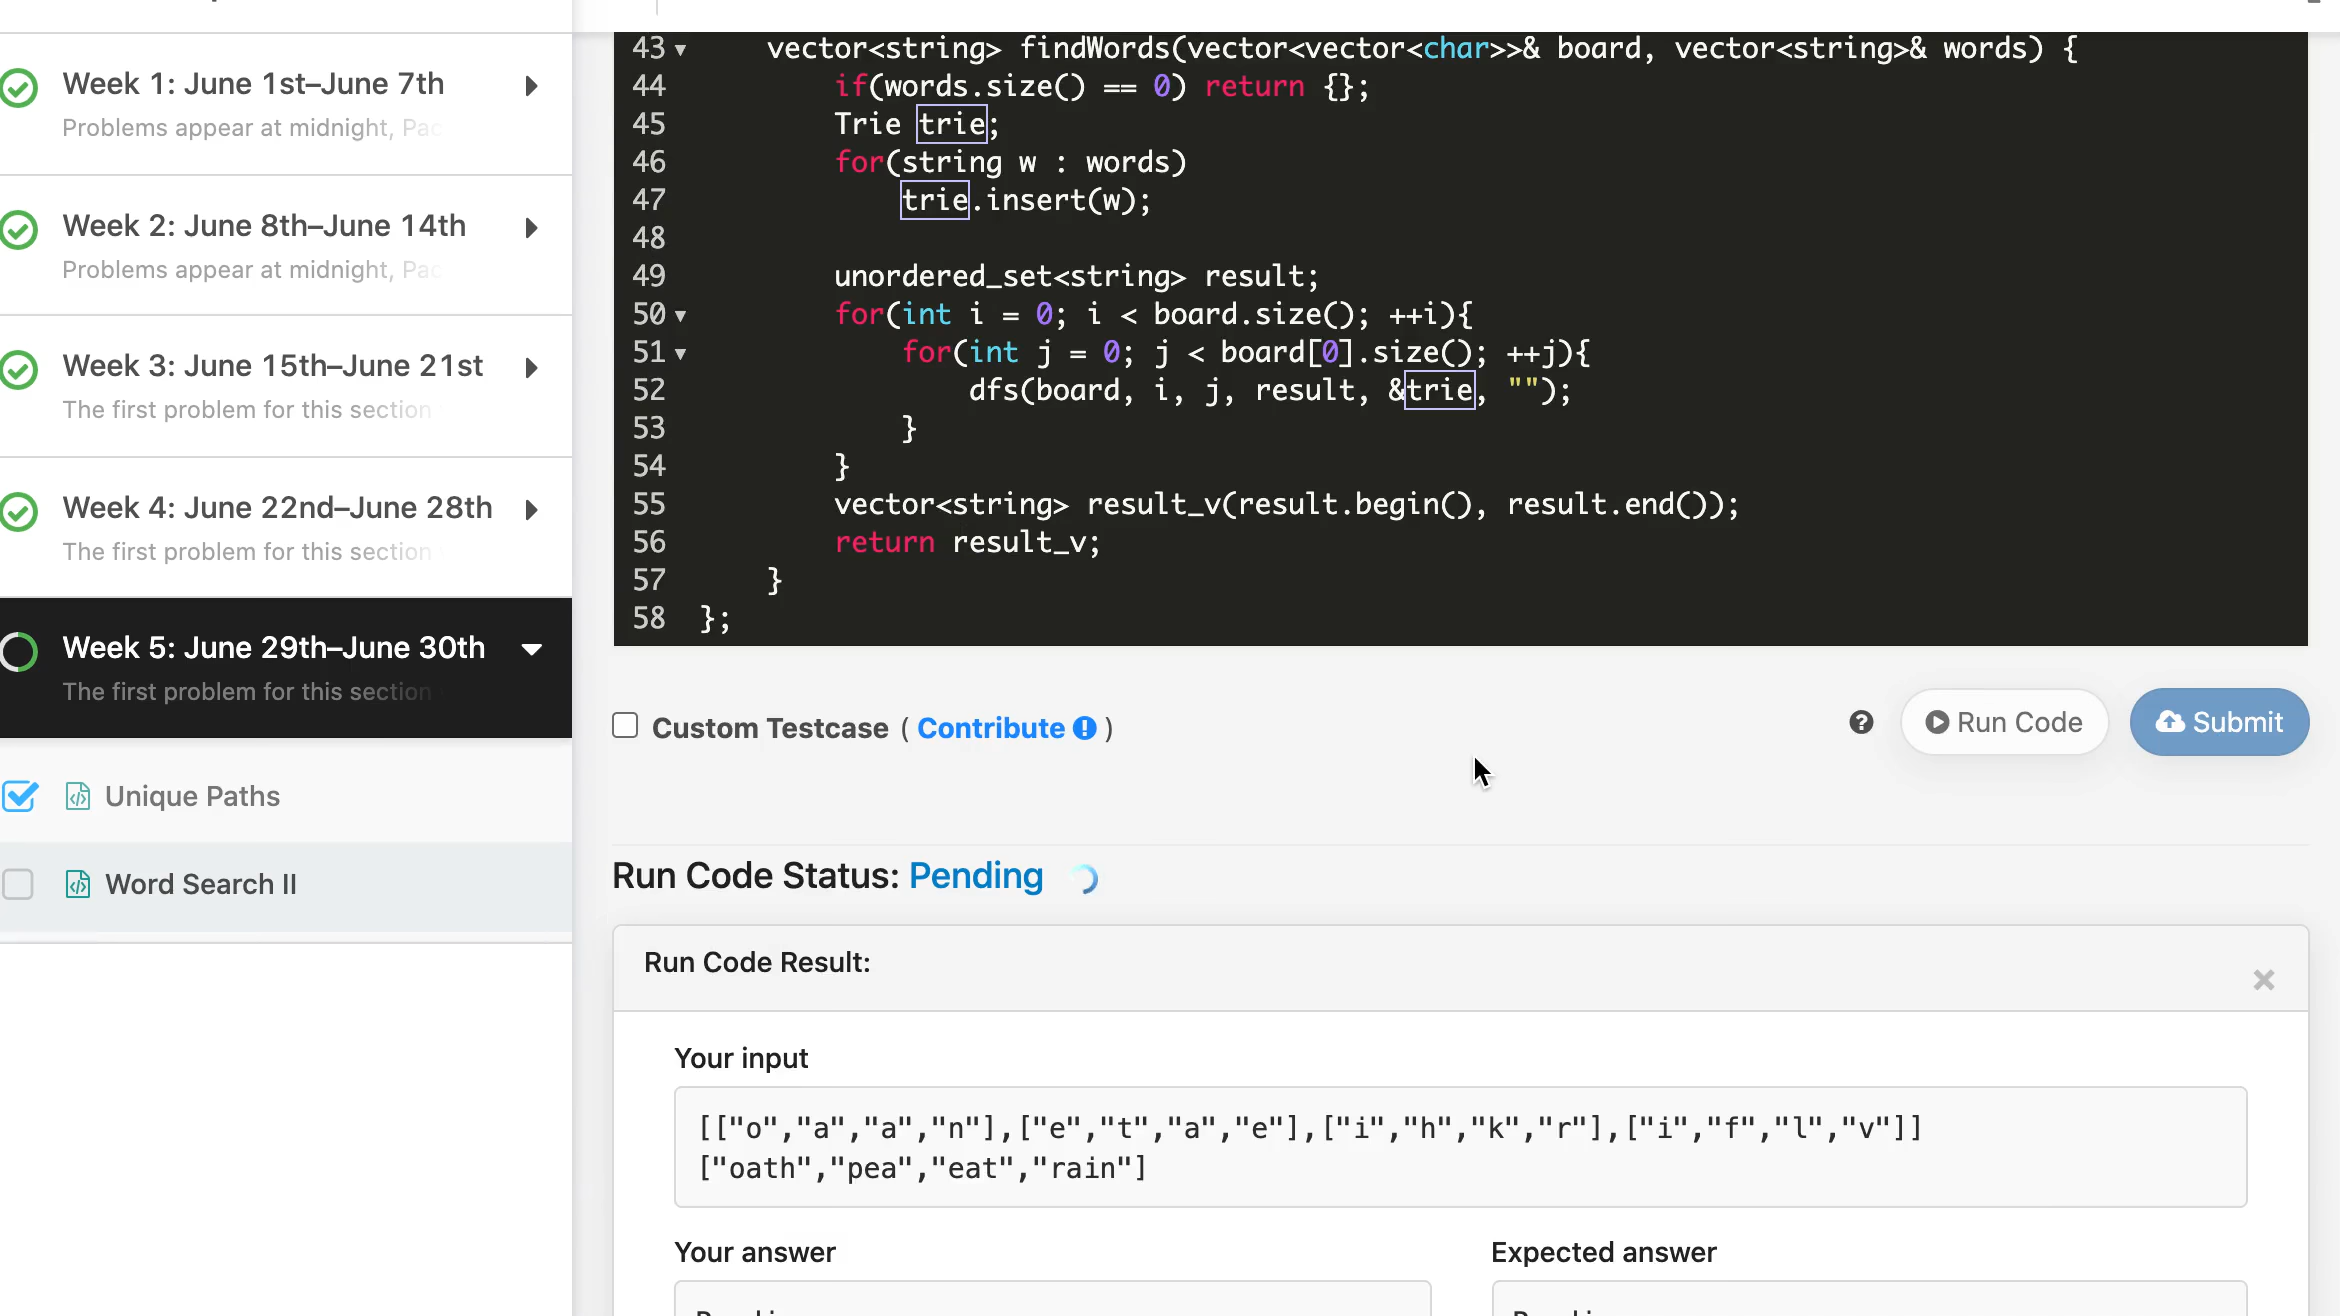 Week 1: June 1st–June 7th
Problems appear at midnight, Pac
Week 2: June 8th–June 14th
Problems appear at midnight, Pac
Week 3: June 15th–June 21st
The first problem for this section
Week 4: June 22nd–June 28th
The first problem for this section
Week 5: June 29th–June 30th
The first problem for this section
Unique Paths
Word Search II
43 vector<string> findWords(vector<vector<char>>& board, vector<string>& words) {
44 if(words.size() == 0) return {};
45 Trie trie;
46 for(string w : words)
47 trie.insert(w);
48
49 unordered_set<string> result;
50 for(int i = 0; i < board.size(); ++i){
51 for(int j = 0; j < board[0].size(); ++j){
52 dfs(board, i, j, result, &trie, "");
53 }
54 }
55 vector<string> result_v(result.begin(), result.end());
56 return result_v;
57 }
58 };
Custom Testcase ( Contribute )
Run Code
Submit
Run Code Status: Pending
Run Code Result:
Your input
[["o","a","a","n"],["e","t","a","e"],["i","h","k","r"],["i","f","l","v"]]
["oath","pea","eat","rain"]
Your answer
Expected answer